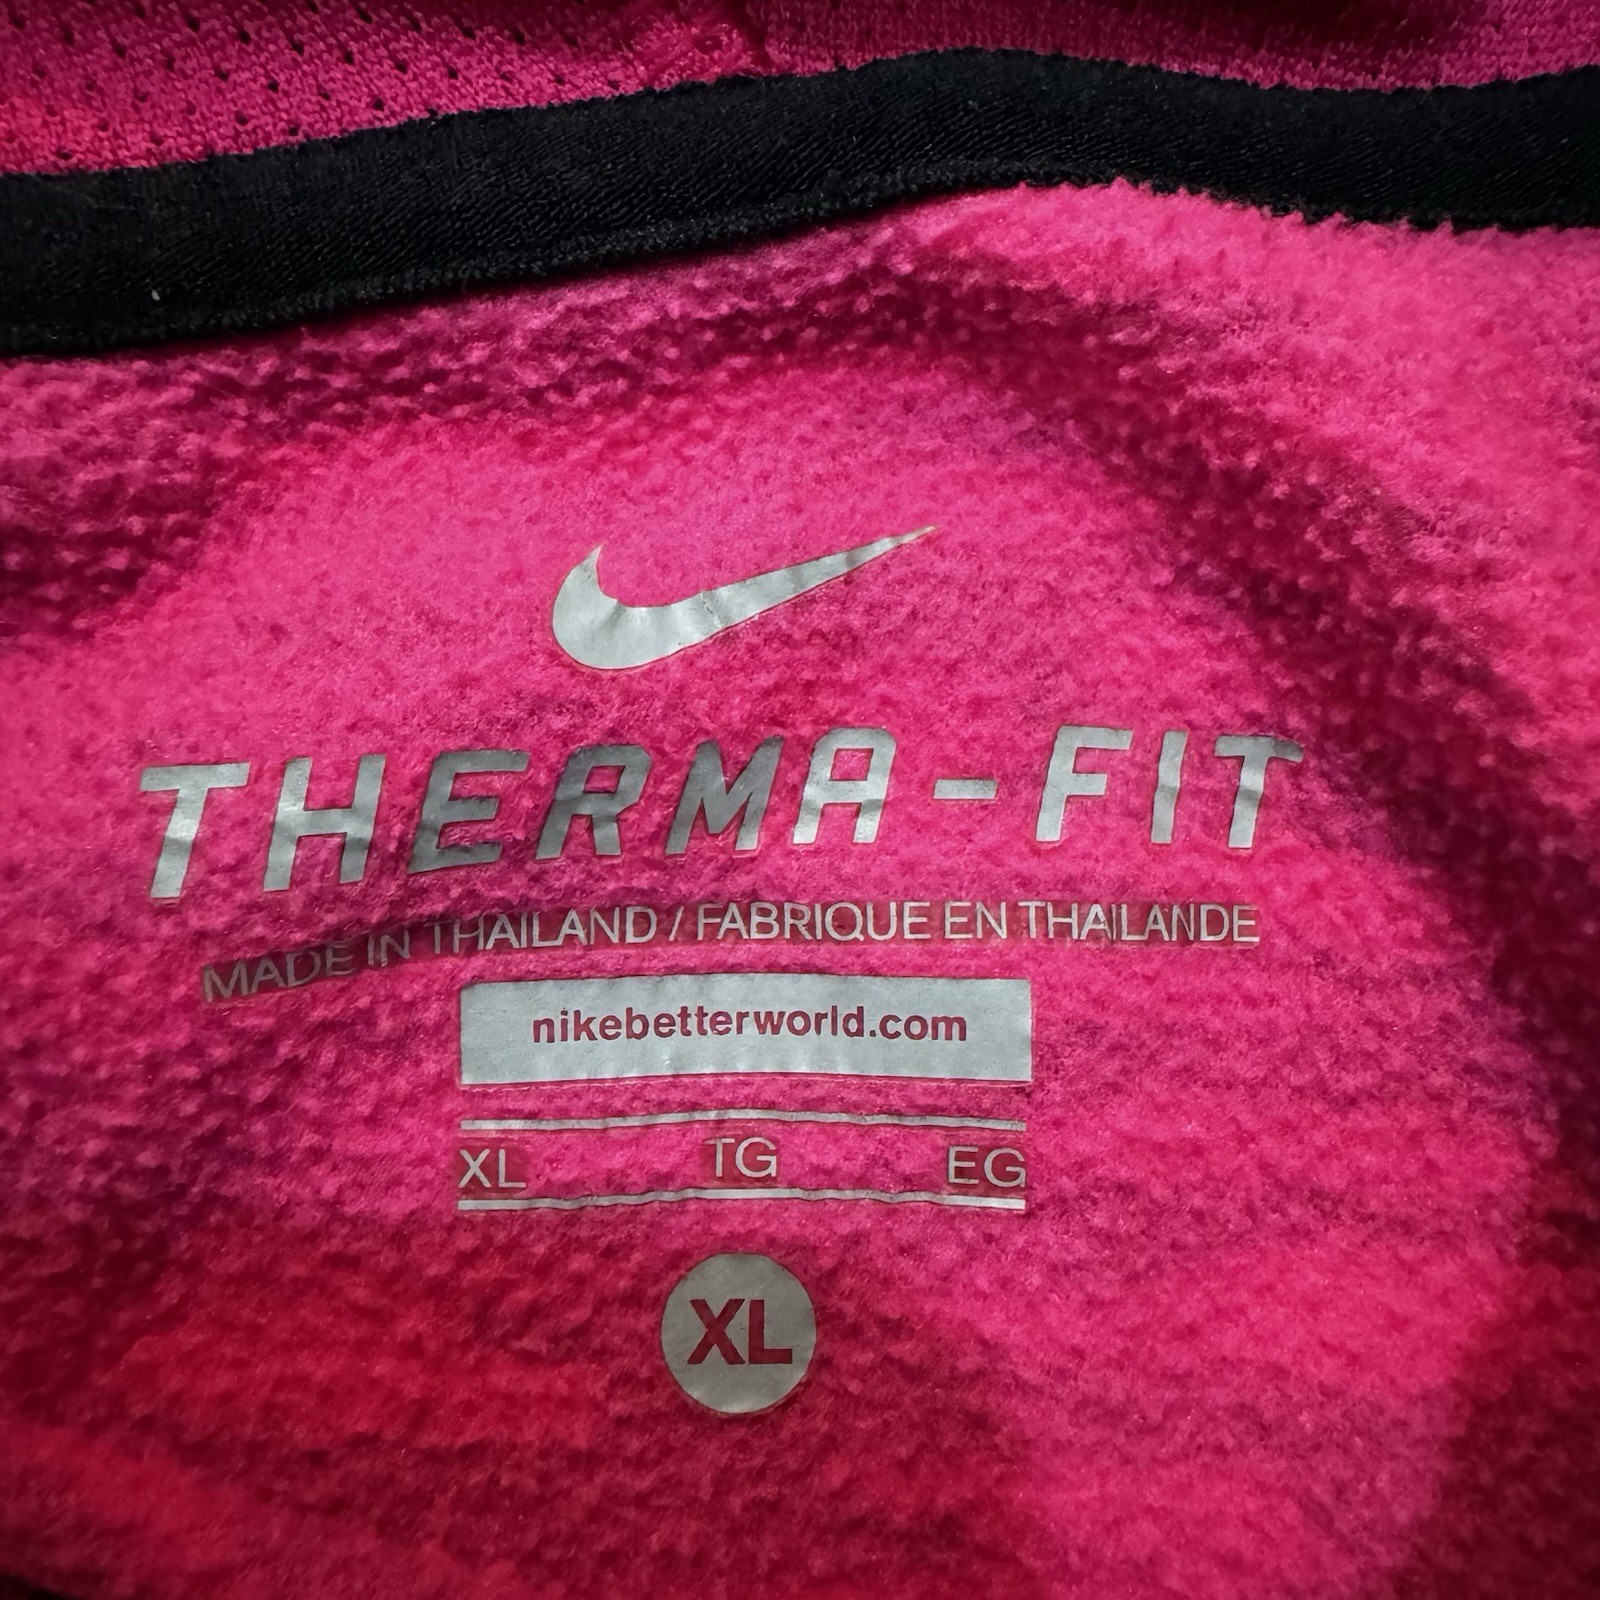 THERMA-FIT
MADE IN THAILAND / FABRIQUE EN THAILANDE
nikebetterworld.com
XL TG EG
XL